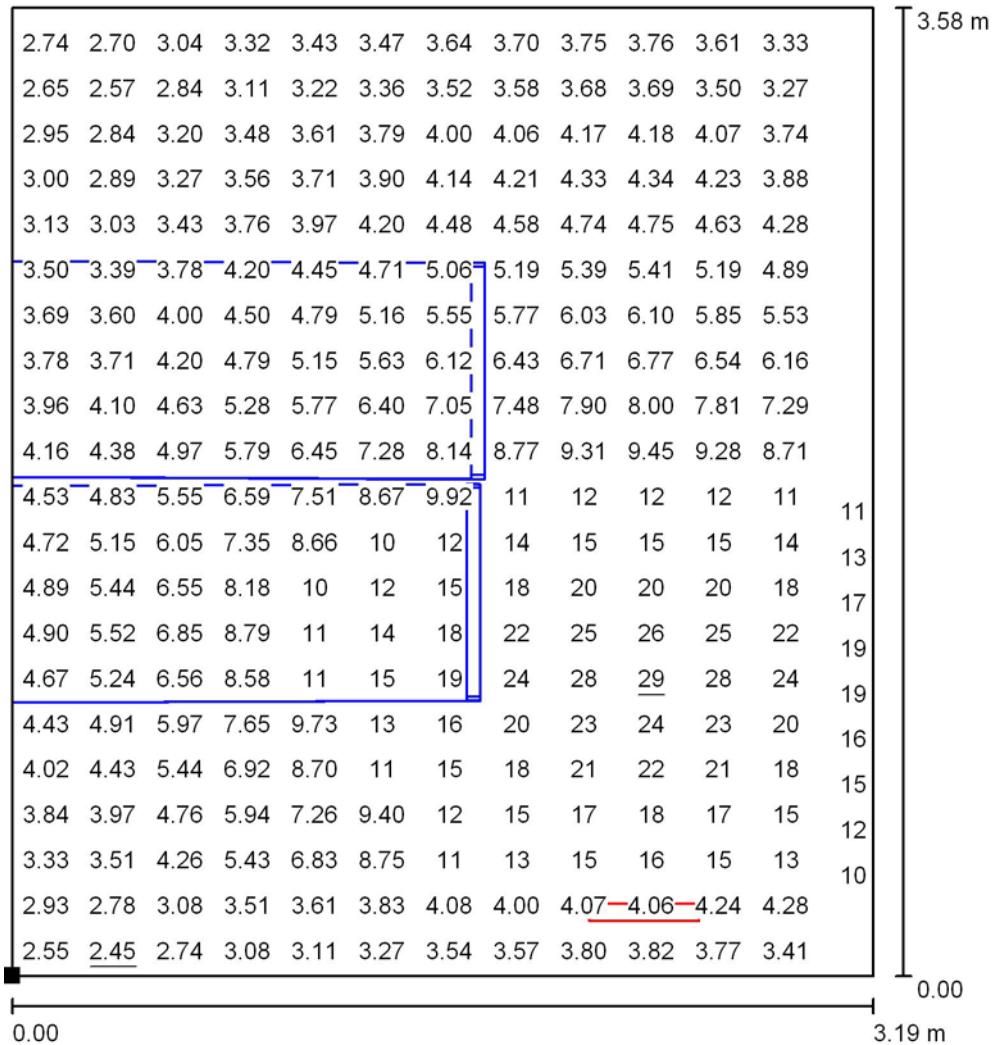 3.58 m
2.74 2.70 3.04 3.32 3.43 3.47 3.64 3.70 3.75 3.76 3.61 3.33
2.65 2.57 2.84 3.11 3.22 3.36 3.52 3.58 3.68 3.69 3.50 3.27
2.95 2.84 3.20 3.48 3.61 3.79 4.00 4.06 4.17 4.18 4.07 3.74
3.00 2.89 3.27 3.56 3.71 3.90 4.14 4.21 4.33 4.34 4.23 3.88
3.13 3.03 3.43 3.76 3.97 4.20 4.48 4.58 4.74 4.75 4.63 4.28
3.50 3.39 3.78 4.20 4.45 4.71 5.06 5.19 5.39 5.41 5.19 4.89
3.69 3.60 4.00 4.50 4.79 5.16 5.55 5.77 6.03 6.10 5.85 5.53
3.78 3.71 4.20 4.79 5.15 5.63 6.12 6.43 6.71 6.77 6.54 6.16
3.96 4.10 4.63 5.28 5.77 6.40 7.05 7.48 7.90 8.00 7.81 7.29
4.16 4.38 4.97 5.79 6.45 7.28 8.14 8.77 9.31 9.45 9.28 8.71
4.53 4.83 5.55 6.59 7.51 8.67 9.92 11 12 12 12 11 11
4.72 5.15 6.05 7.35 8.66 10 12 14 15 15 15 14 13
4.89 5.44 6.55 8.18 10 12 15 18 20 20 20 18 17
4.90 5.52 6.85 8.79 11 14 18 22 25 26 25 22 19
4.67 5.24 6.56 8.58 11 15 19 24 28 29 28 24 19
4.43 4.91 5.97 7.65 9.73 13 16 20 23 24 23 20 16
4.02 4.43 5.44 6.92 8.70 11 15 18 21 22 21 18 15
3.84 3.97 4.76 5.94 7.26 9.40 12 15 17 18 17 15 12
3.33 3.51 4.26 5.43 6.83 8.75 11 13 15 16 15 13 10
2.93 2.78 3.08 3.51 3.61 3.83 4.08 4.00 4.07 4.06 4.24 4.28
2.55 2.45 2.74 3.08 3.11 3.27 3.54 3.57 3.80 3.82 3.77 3.41
0.00
0.00 3.19 m